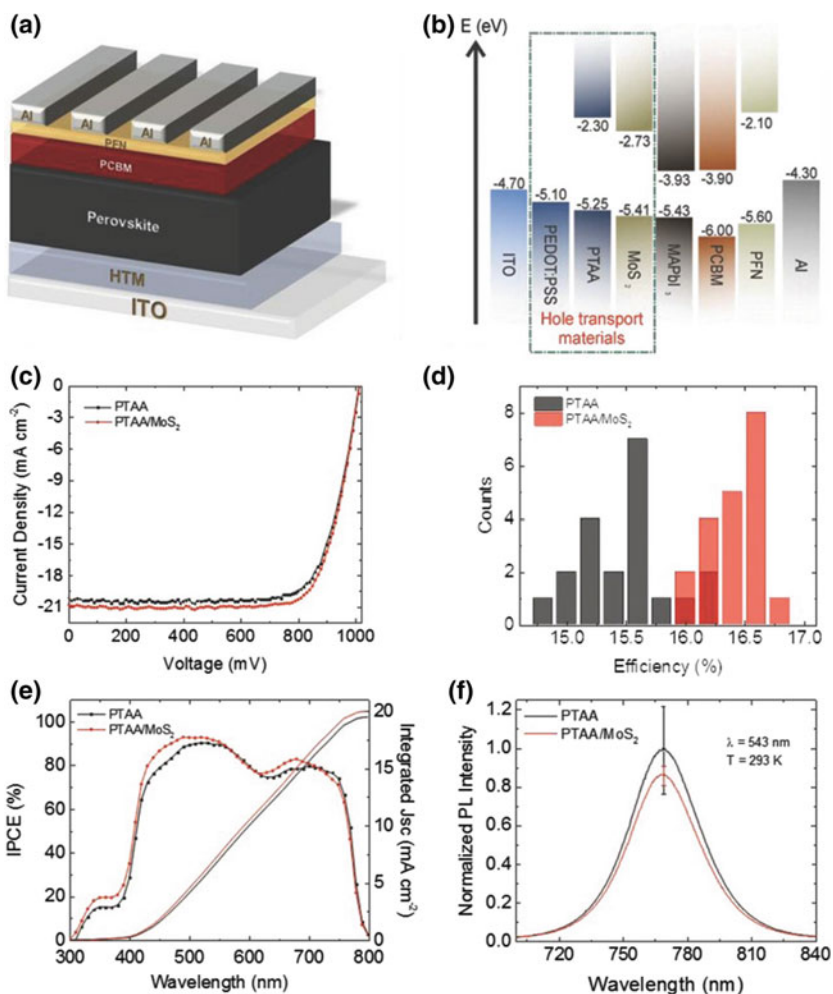 (a)
Al
Al
Al
Al
PFN
PCBM
Perovskite
HTM
ITO
(b)
E (eV)
-2.30
-2.73
-2.10
-3.93
-3.90
-4.30
-4.70
-5.10
-5.25
-5.41
-5.43
-6.00
-5.60
ITO
PEDOT:PSS
PTAA
MoS2
MAPbI3
PCBM
PFN
Al
Hole transport
materials
(c)
PTAA
PTAA/MoS2
0
-3
-6
-9
-12
-15
-18
-21
Current Density (mA cm-2)
0 200 400 600 800 1000
Voltage (mV)
(d)
PTAA
PTAA/MoS2
8
6
4
2
0
Counts
15.0 15.5 16.0 16.5 17.0
Efficiency (%)
(e)
PTAA
PTAA/MoS2
100
80
60
40
20
0
IPCE (%)
20
15
10
5
0
Integrated Jsc (mA cm-2)
300 400 500 600 700 800
Wavelength (nm)
(f)
PTAA
PTAA/MoS2
λ = 543 nm
T = 293 K
1.2
1.0
0.8
0.6
0.4
0.2
0.0
Normalized PL Intensity
720 750 780 810 840
Wavelength (nm)